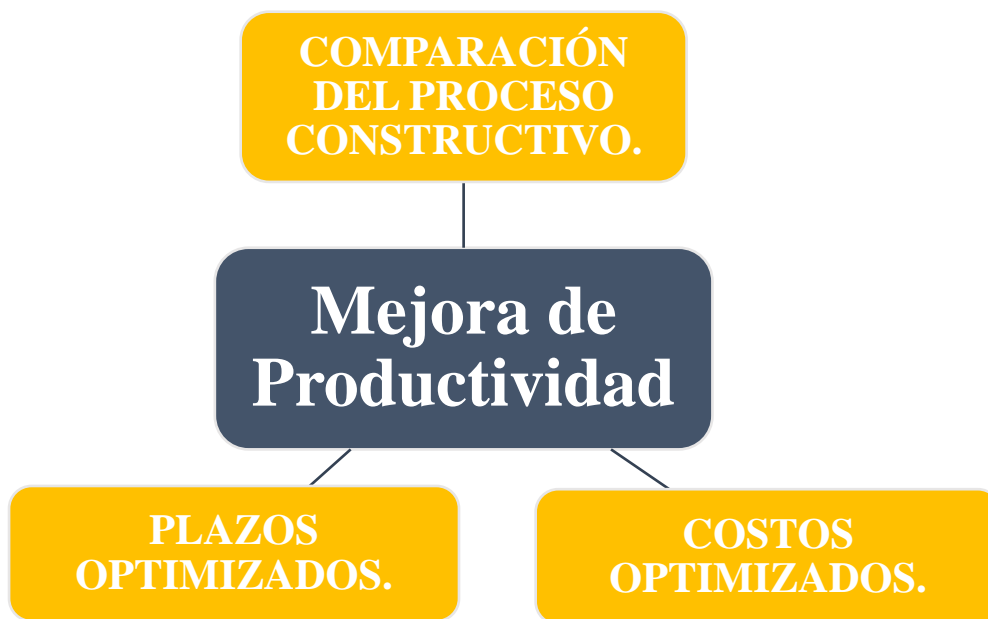 COMPARACIÓN
DEL PROCESO
CONSTRUCTIVO.
Mejora de
Productividad
PLAZOS
OPTIMIZADOS.
COSTOS
OPTIMIZADOS.